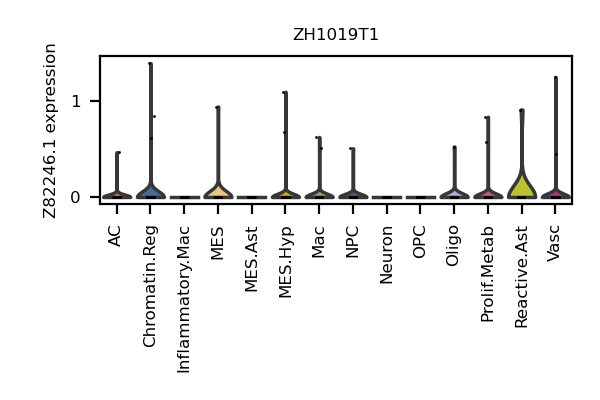 ZH1019T1
Z82246.1 expression
1
0
AC
Chromatin.Reg
Inflammatory.Mac
MES
MES.Ast
MES.Hyp
Mac
NPC
Neuron
OPC
Oligo
Prolif.Metab
Reactive.Ast
Vasc